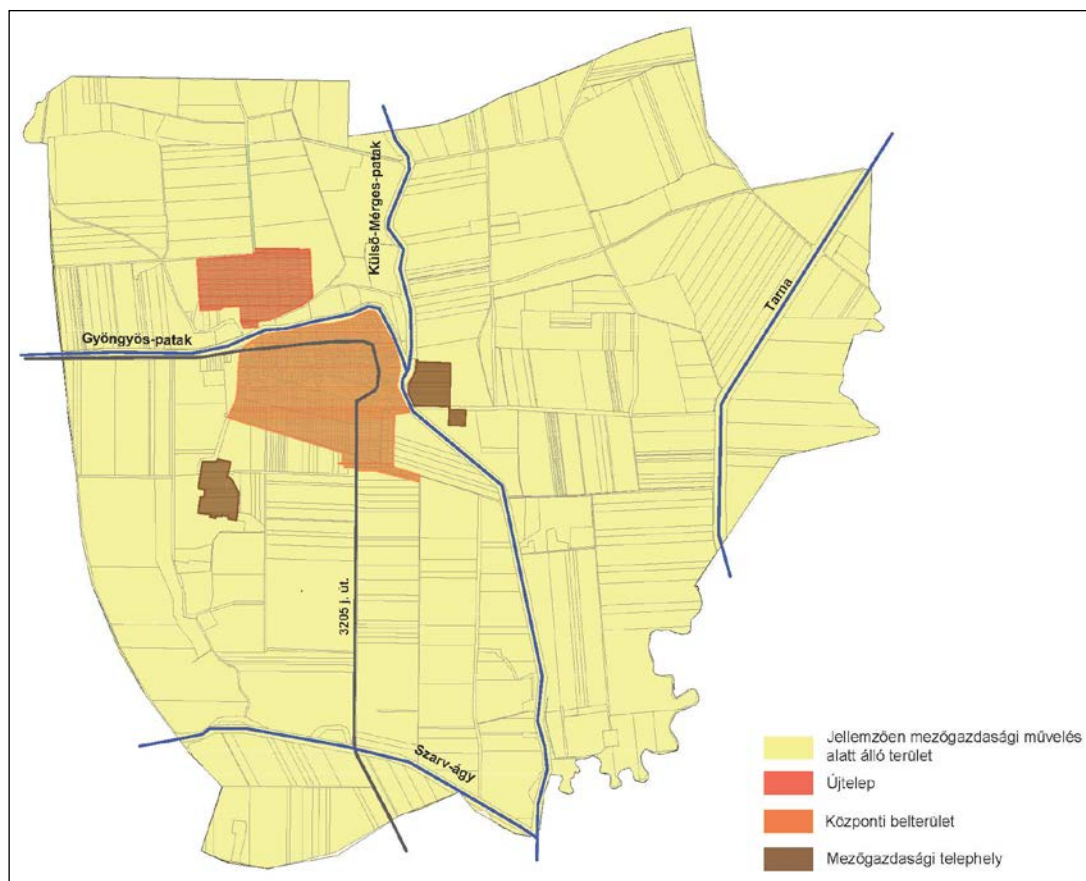 Külső-Mérges-patak
Tarna
Gyöngyös-patak
3205 j. út.
Szarv-ágy
Jellemzően mezőgazdasági művelés
alatt álló terület
Újtelep
Központi belterület
Mezőgazdasági telephely